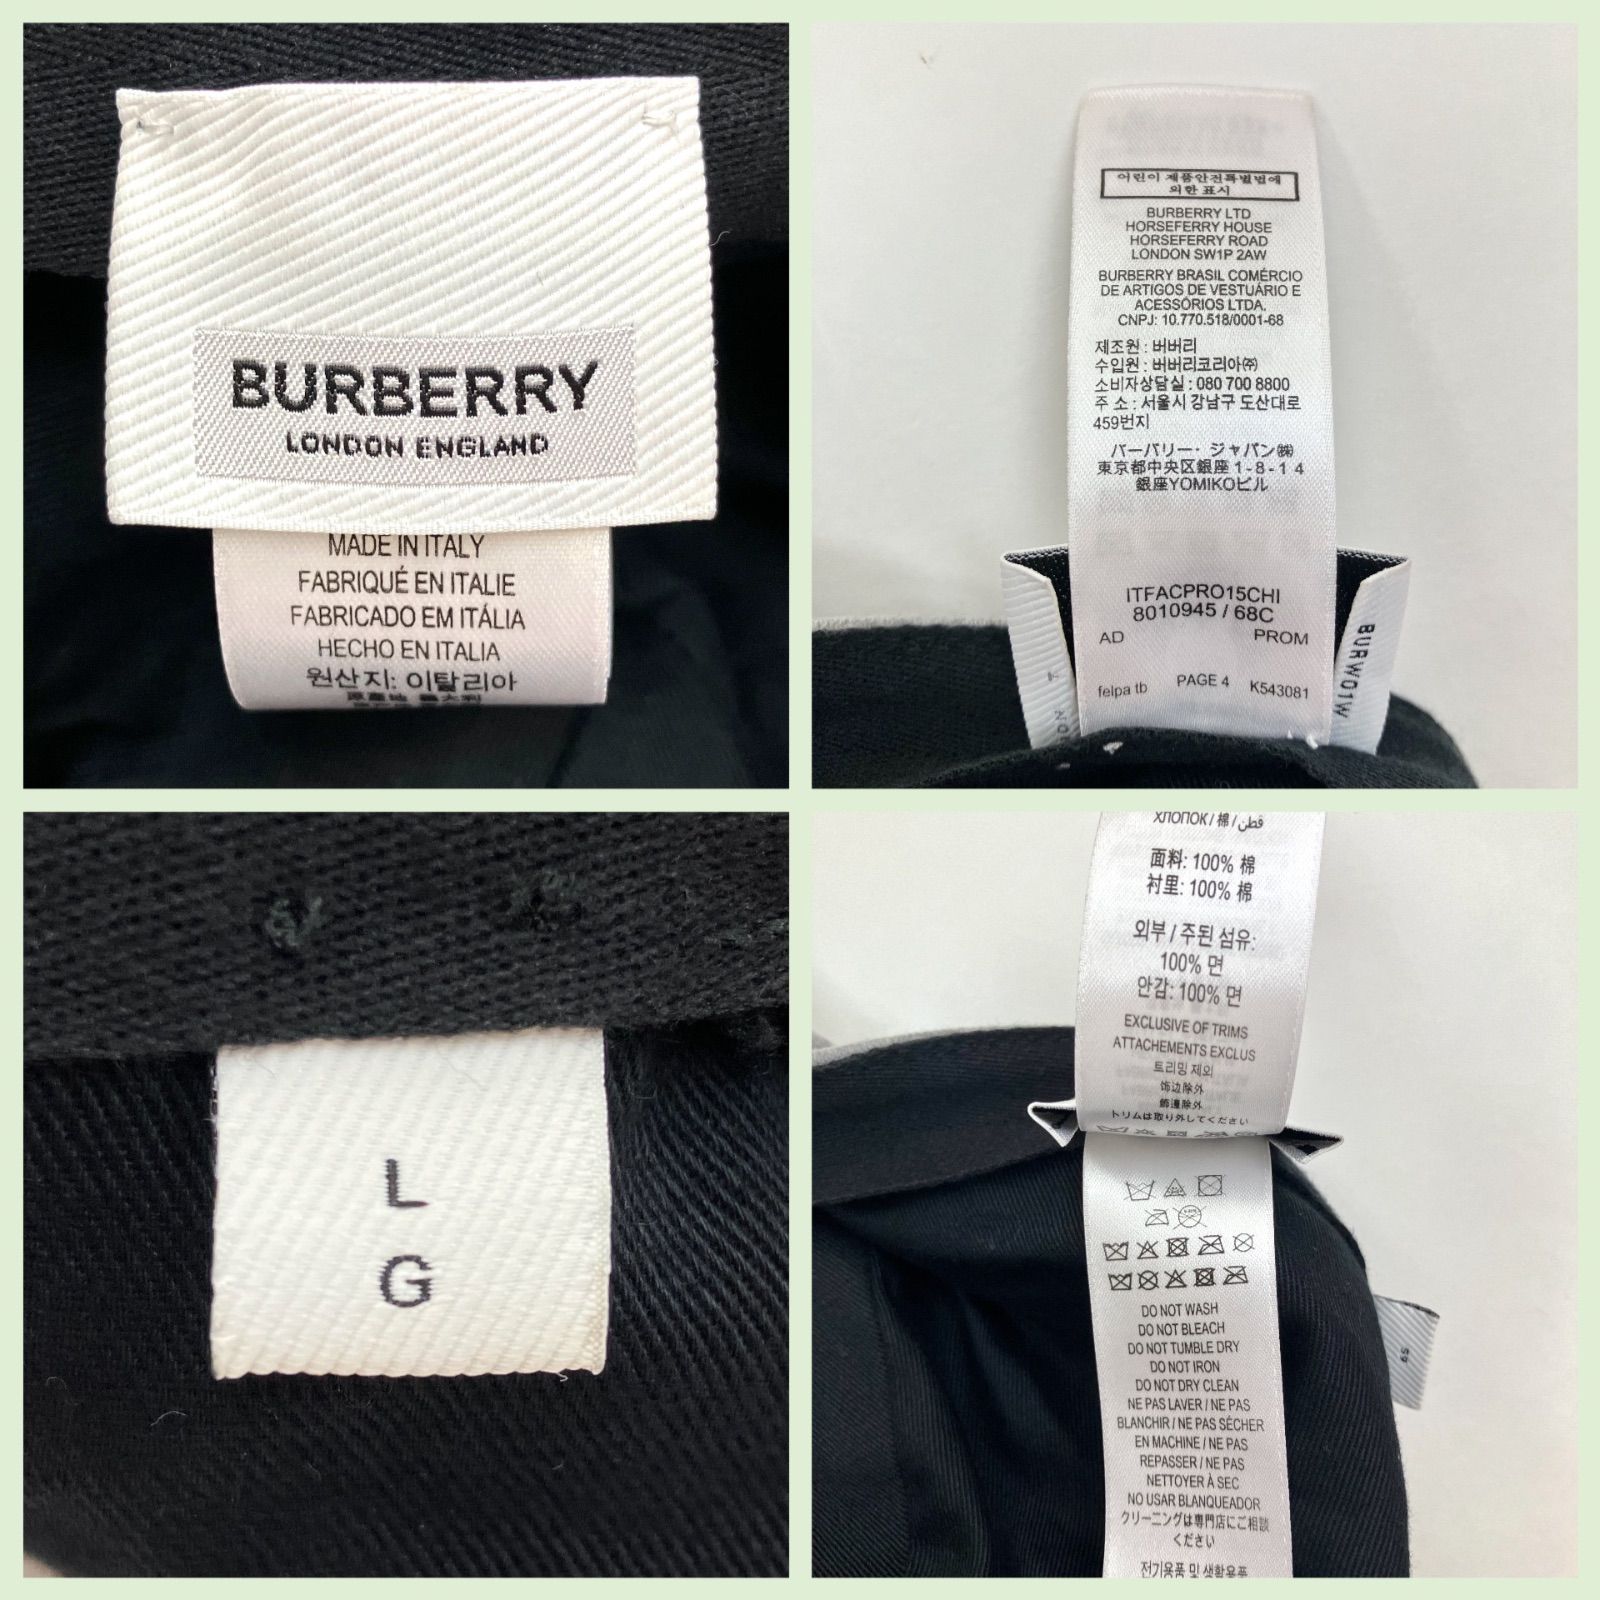 BURBERRY
LONDON ENGLAND
MADE IN ITALY
FABRIQUÉ EN ITALIE
FABRICADO EM ITÁLIA
HECHO EN ITALIA
원산지: 이탈리아
어린이 제품안전특별법에
의한 표시
BURBERRY LTD
HORSEFERRY HOUSE
HORSEFERRY ROAD
LONDON SW1P 2AW
BURBERRY BRASIL COMÉRCIO
DE ARTIGOS DE VESTUÁRIO E
ACESSÓRIOS LTDA.
CNPJ: 10.770.518/0001-68
제조원 : 버버리
수입원 : 버버리코리아㈜
소비자상담실 : 080 700 8800
주 소 : 서울시 강남구 도산대로
459번지
バーバリー・ジャパン㈱
東京都中央区銀座 1-8-14
銀座YOMIKOビル
ITFACPRO15CHI
8010945 / 68C
AD PROM
felpa tb PAGE 4 K543081
BURW01W
L
G
ХЛОПОК / 棉 / قطن
面料: 100% 棉
衬里: 100% 棉
외부 / 주된 섬유:
100% 면
안감: 100% 면
EXCLUSIVE OF TRIMS
ATTACHEMENTS EXCLUS
트리밍 제외
饰边除外
飾邊除外
トリムは取り外してください
DO NOT WASH
DO NOT BLEACH
DO NOT TUMBLE DRY
DO NOT IRON
DO NOT DRY CLEAN
NE PAS LAVER / NE PAS
BLANCHIR / NE PAS SÉCHER
EN MACHINE / NE PAS
REPASSER / NE PAS
NETTOYER À SEC
NO USAR BLANQUEADOR
クリーニングは専門店にご相談
ください
전기용품 및 생활용품